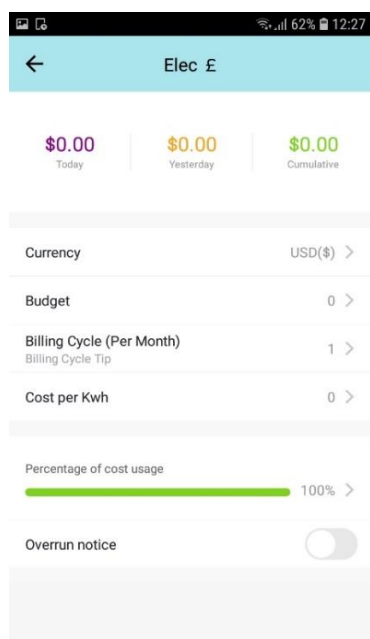 62% 12:27
Elec £
$0.00 $0.00 $0.00
Today Yesterday Cumulative
Currency USD($)
Budget 0
Billing Cycle (Per Month) 1
Billing Cycle Tip
Cost per Kwh 0
Percentage of cost usage
100%
Overrun notice